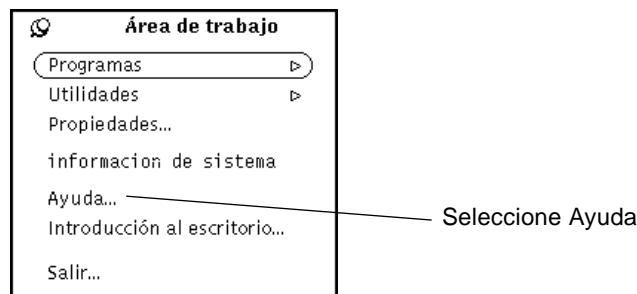 Área de trabajo
Programas
Utilidades
Propiedades...
informacion de sistema
Ayuda...
Seleccione Ayuda
Introducción al escritorio...
Salir...